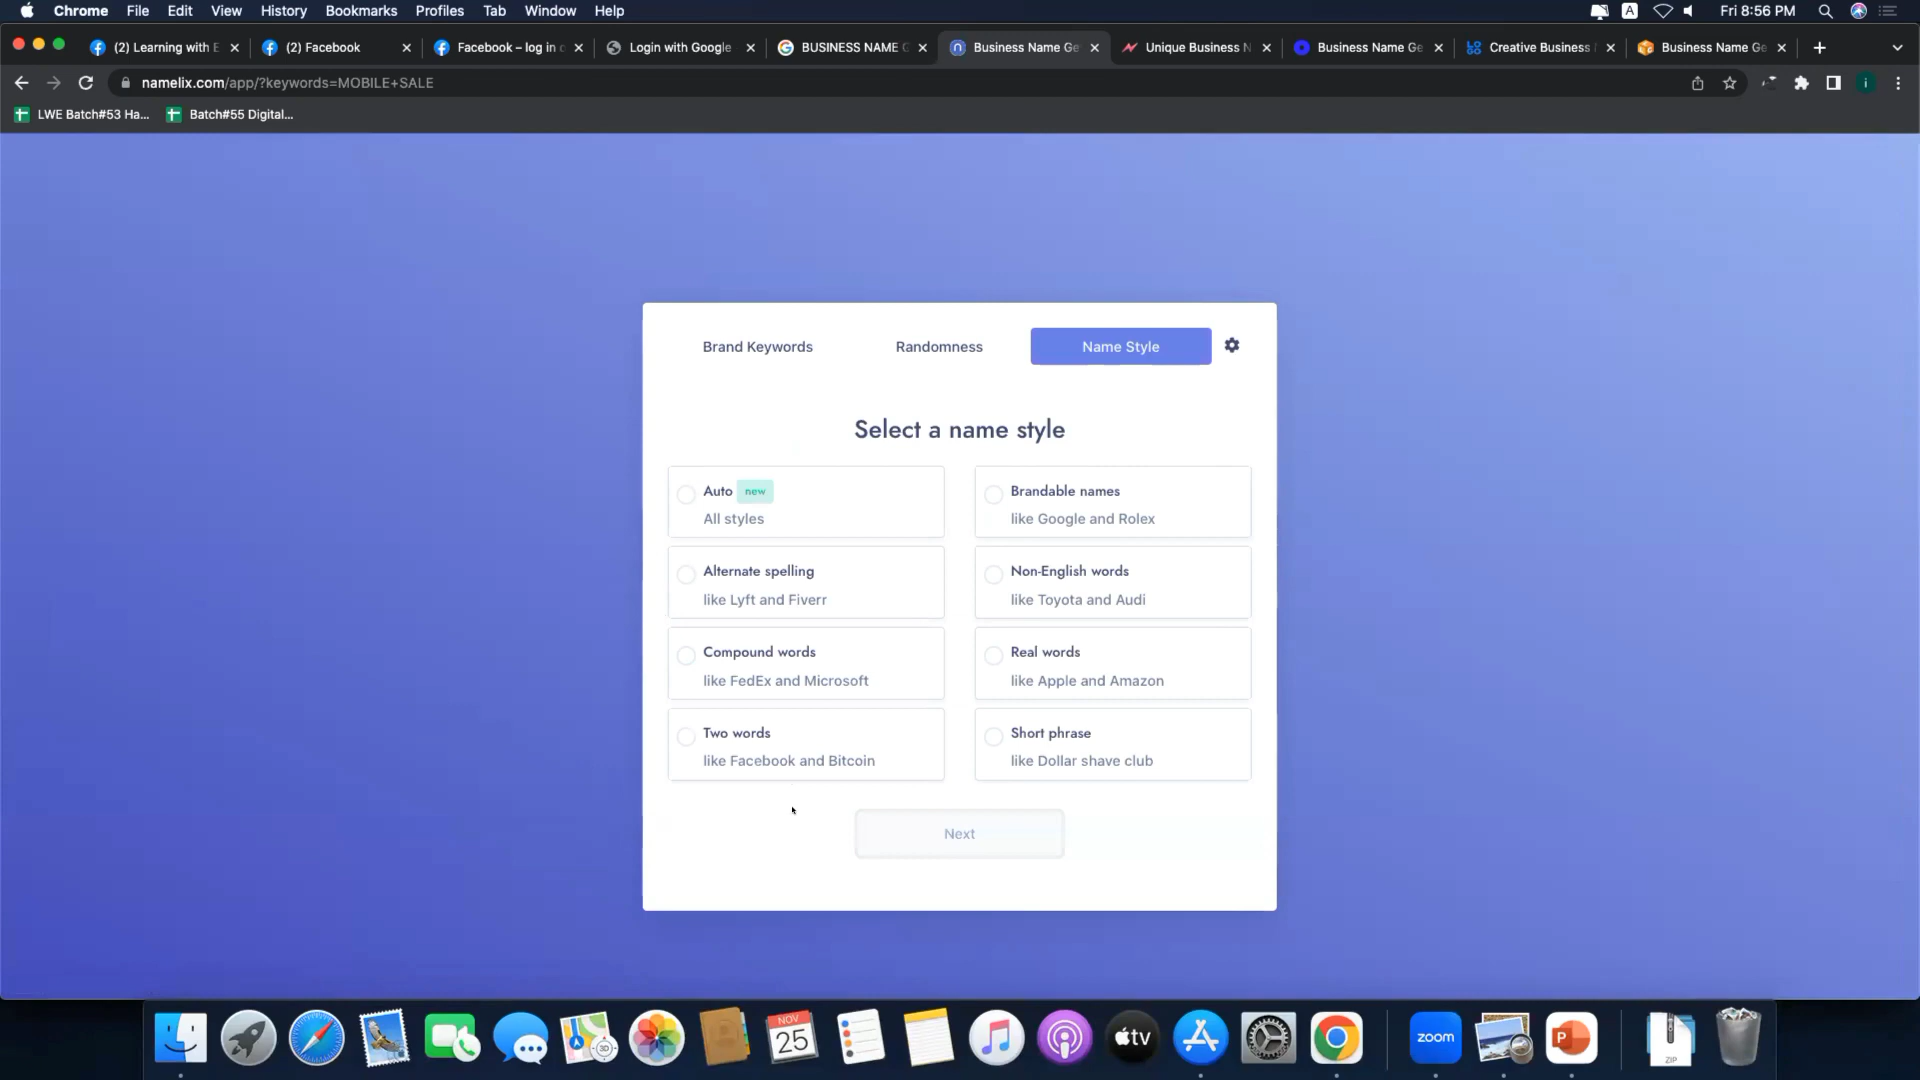 Chrome File Edit View History Bookmarks Profiles Tab Window Help A Fri 8:56 PM
(2) Learning with E (2) Facebook Facebook – log in o Login with Google BUSINESS NAME G Business Name Ge Unique Business N Business Name Ge Creative Business Business Name Ge
namelix.com/app/?keywords=MOBILE+SALE i
LWE Batch#53 Ha... Batch#55 Digital...
Brand Keywords Randomness Name Style
Select a name style
Auto new
All styles
Brandable names
like Google and Rolex
Alternate spelling
like Lyft and Fiverr
Non-English words
like Toyota and Audi
Compound words
like FedEx and Microsoft
Real words
like Apple and Amazon
Two words
like Facebook and Bitcoin
Short phrase
like Dollar shave club
Next
NOV
25
3D
tv
zoom
P
ZIP